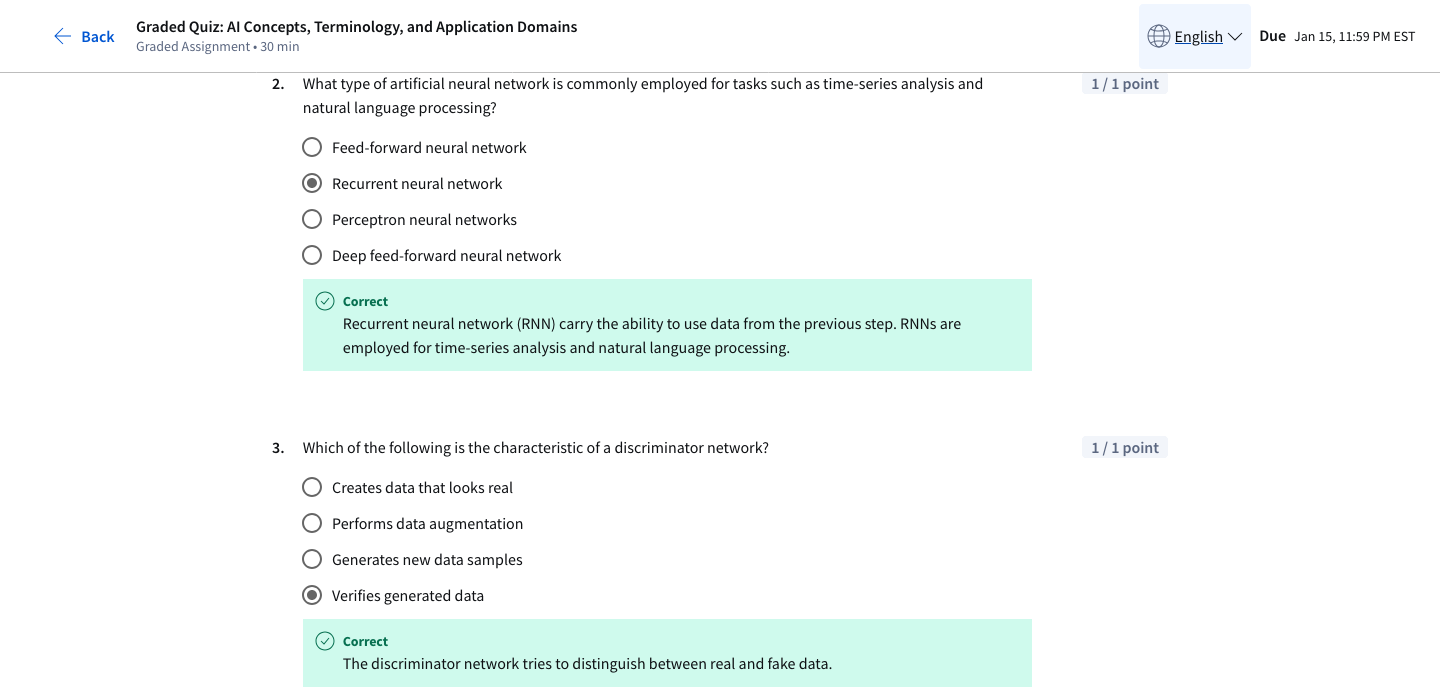 Back
Graded Quiz: AI Concepts, Terminology, and Application Domains
Graded Assignment • 30 min
English
Due Jan 15, 11:59 PM EST
2. What type of artificial neural network is commonly employed for tasks such as time-series analysis and
natural language processing?
1 / 1 point
Feed-forward neural network
Recurrent neural network
Perceptron neural networks
Deep feed-forward neural network
Correct
Recurrent neural network (RNN) carry the ability to use data from the previous step. RNNs are
employed for time-series analysis and natural language processing.
3. Which of the following is the characteristic of a discriminator network?
1 / 1 point
Creates data that looks real
Performs data augmentation
Generates new data samples
Verifies generated data
Correct
The discriminator network tries to distinguish between real and fake data.